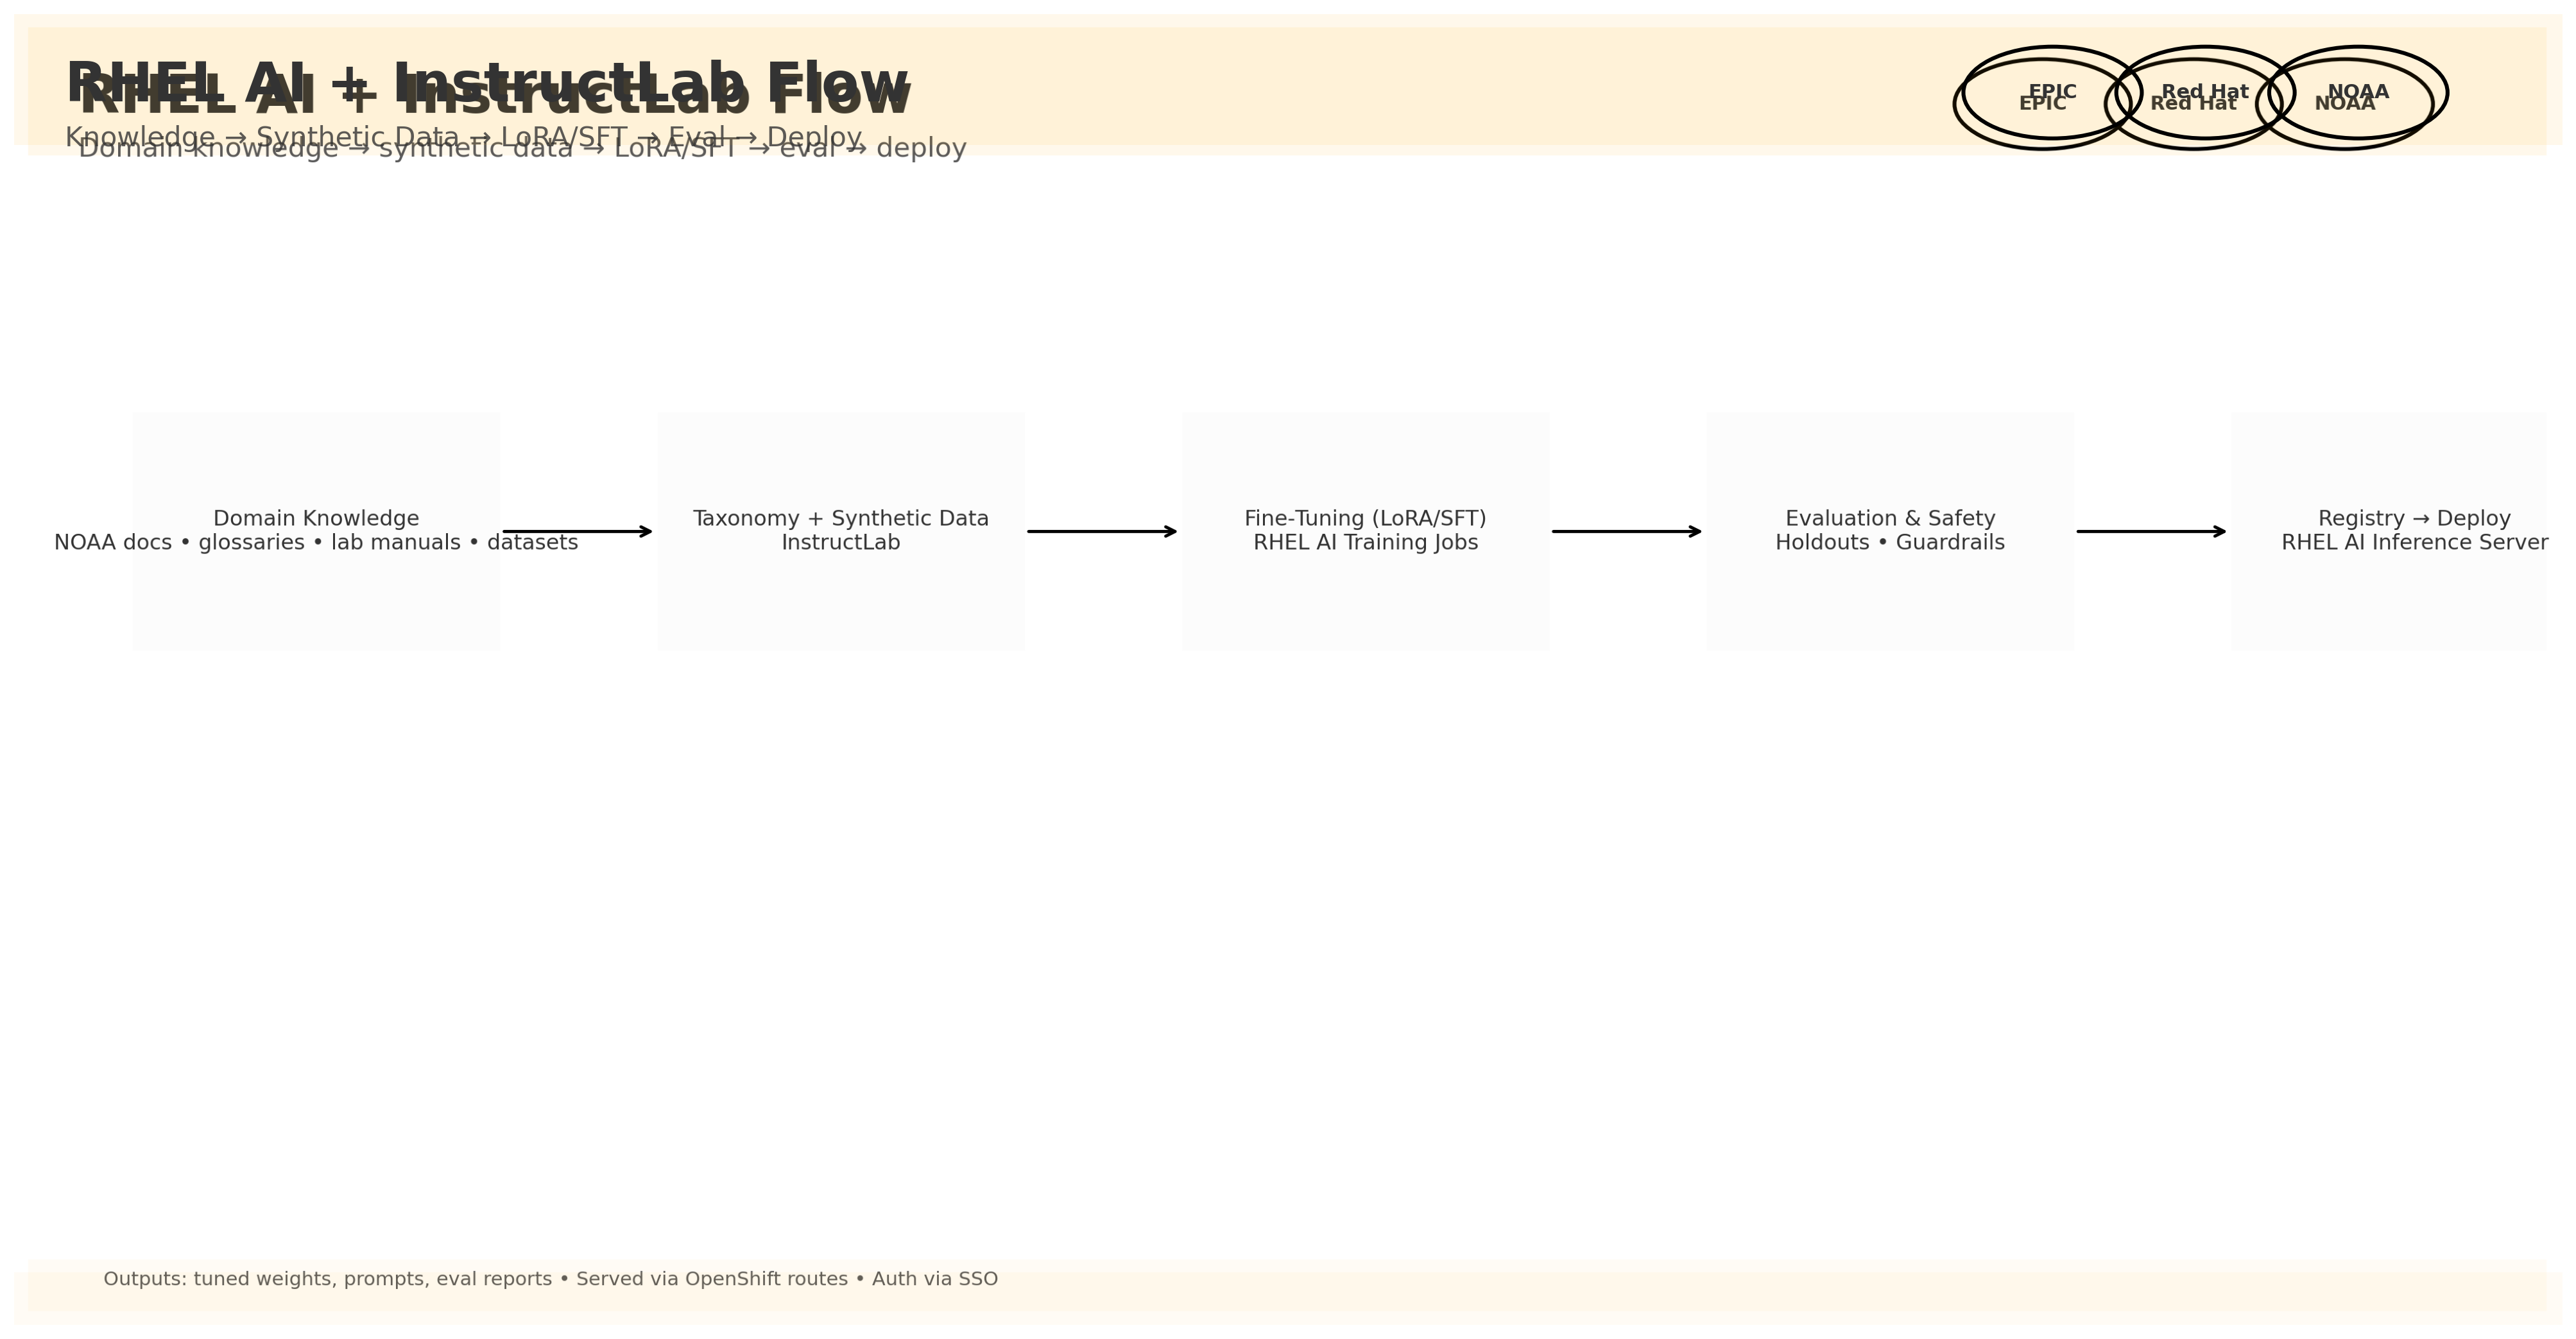 RHEL AI + InstructLab Flow
RHEL AI + InstructLab Flow
Knowledge → Synthetic Data → LoRA/SFT → Eval → Deploy
Domain knowledge → synthetic data → LoRA/SFT → eval → deploy
EPIC
Red Hat
NOAA
EPIC
Red Hat
NOAA
Domain Knowledge
NOAA docs • glossaries • lab manuals • datasets
Taxonomy + Synthetic Data
InstructLab
Fine-Tuning (LoRA/SFT)
RHEL AI Training Jobs
Evaluation & Safety
Holdouts • Guardrails
Registry → Deploy
RHEL AI Inference Server
Outputs: tuned weights, prompts, eval reports • Served via OpenShift routes • Auth via SSO